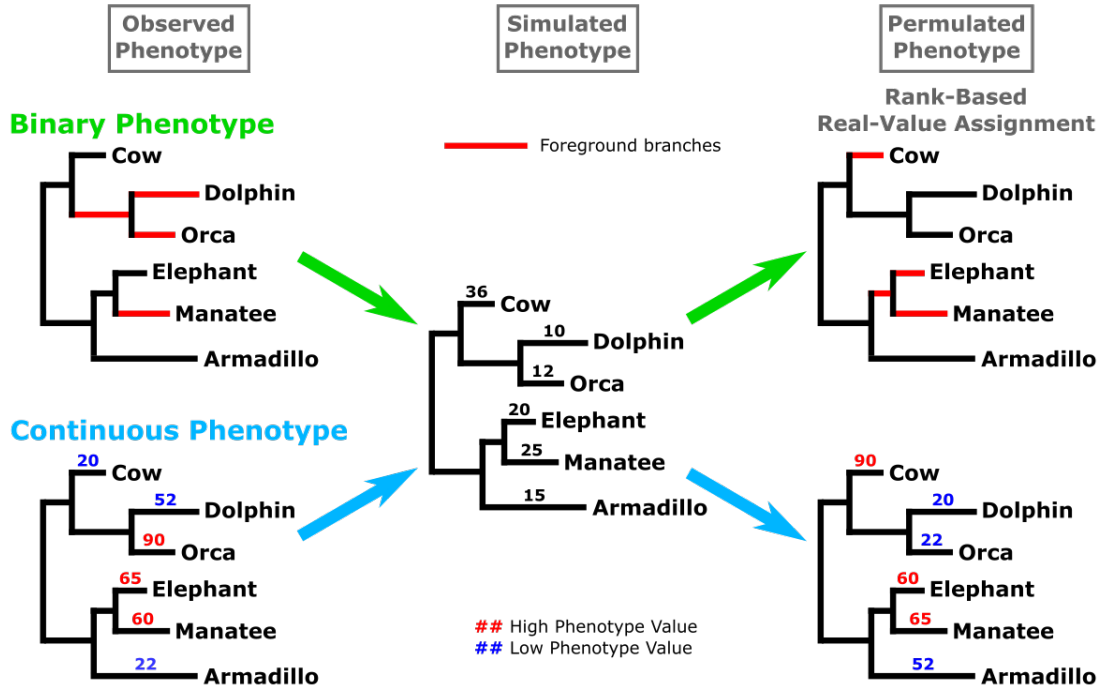 Observed
Phenotype
Simulated
Phenotype
Permulated
Phenotype
Rank-Based
Real-Value Assignment
Binary Phenotype
Foreground branches
Cow
Dolphin
Orca
Elephant
Manatee
Armadillo
Continuous Phenotype
20
Cow
52
Dolphin
90
Orca
65
Elephant
60
Manatee
22
Armadillo
36
Cow
10
Dolphin
12
Orca
20
Elephant
25
Manatee
15
Armadillo
## High Phenotype Value
## Low Phenotype Value
Cow
Dolphin
Orca
Elephant
Manatee
Armadillo
90
Cow
20
Dolphin
22
Orca
60
Elephant
65
Manatee
52
Armadillo